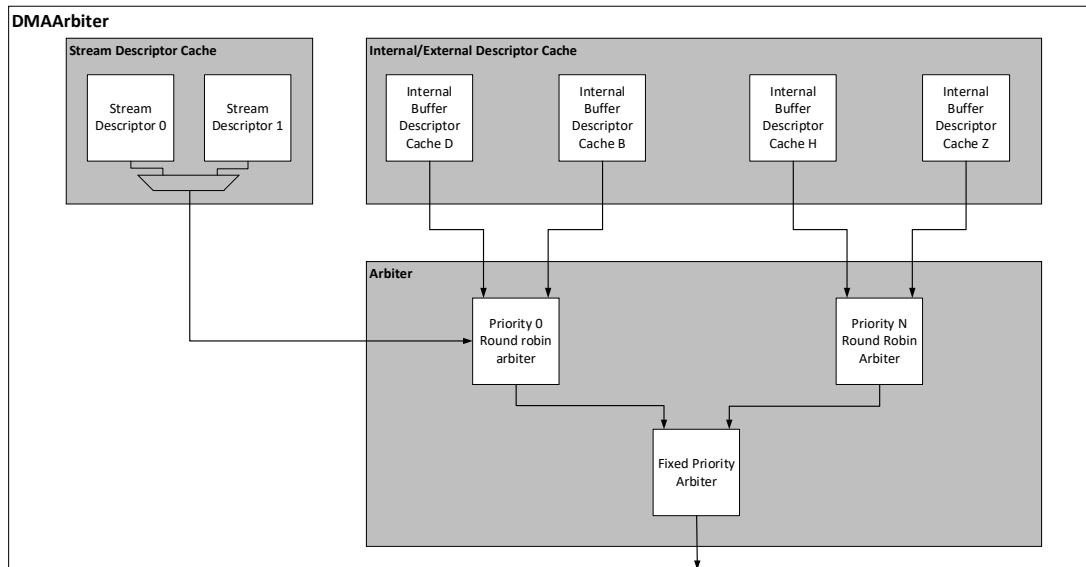 DMAArbiter
Stream Descriptor Cache
Stream
Descriptor 0
Stream
Descriptor 1
Internal/External Descriptor Cache
Internal
Buffer
Descriptor
Cache D
Internal
Buffer
Descriptor
Cache B
Internal
Buffer
Descriptor
Cache H
Internal
Buffer
Descriptor
Cache Z
Arbiter
Priority 0
Round robin
arbiter
Priority N
Round Robin
Arbiter
Fixed Priority
Arbiter